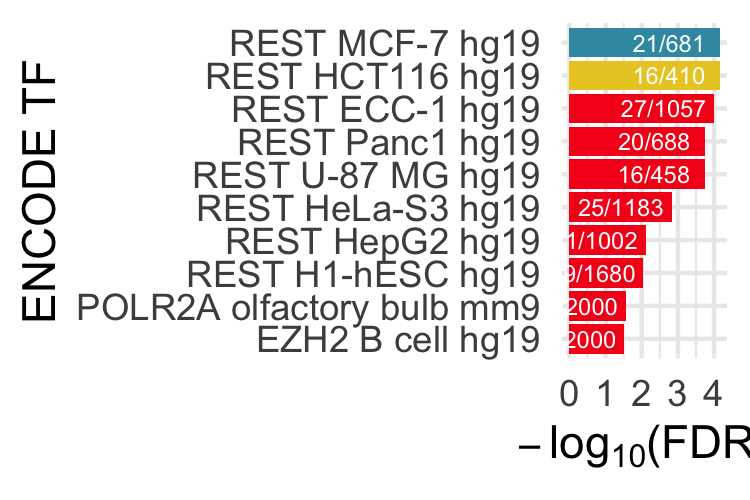 ENCODE TF
REST MCF-7 hg19 21/681
REST HCT116 hg19 16/410
REST ECC-1 hg19 27/1057
REST Panc1 hg19 20/688
REST U-87 MG hg19 16/458
REST HeLa-S3 hg19 25/1183
REST HepG2 hg19 1/1002
REST H1-hESC hg19 9/1680
POLR2A olfactory bulb mm9 2000
EZH2 B cell hg19 2000
0 1 2 3 4
−log₁₀(FDR